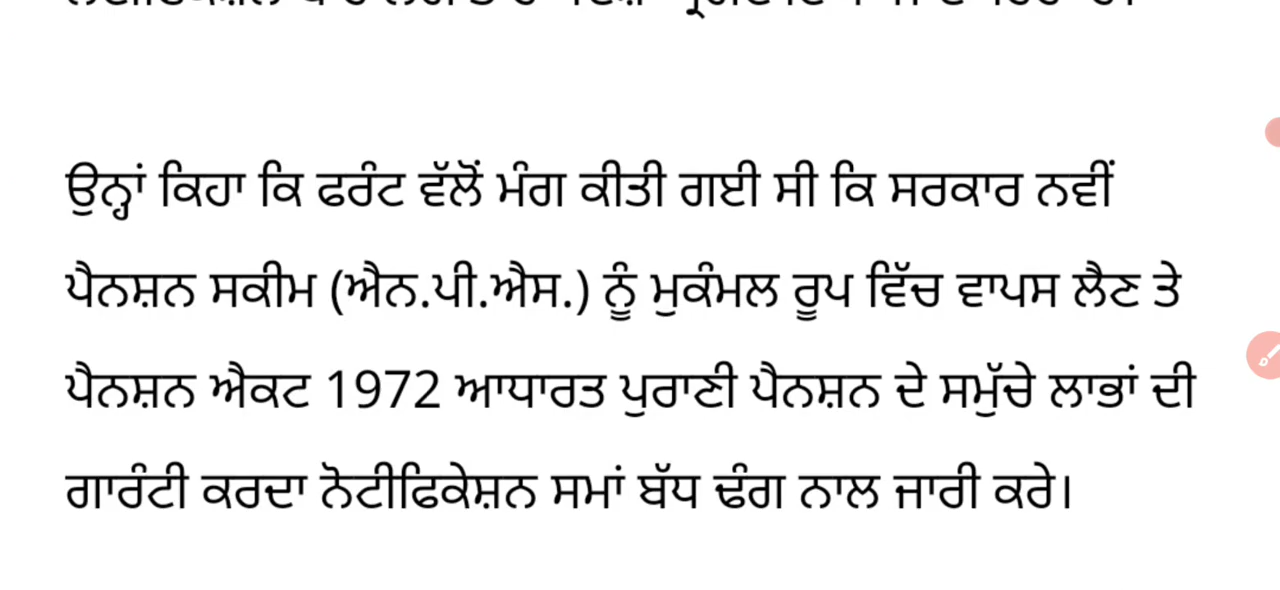 ਉਨ੍ਹਾਂ ਕਿਹਾ ਕਿ ਫਰੰਟ ਵੱਲੋਂ ਮੰਗ ਕੀਤੀ ਗਈ ਸੀ ਕਿ ਸਰਕਾਰ ਨਵੀਂ
ਪੈਨਸ਼ਨ ਸਕੀਮ (ਐਨ.ਪੀ.ਐਸ.) ਨੂੰ ਮੁਕੰਮਲ ਰੂਪ ਵਿੱਚ ਵਾਪਸ ਲੈਣ ਤੇ
ਪੈਨਸ਼ਨ ਐਕਟ 1972 ਆਧਾਰਤ ਪੁਰਾਣੀ ਪੈਨਸ਼ਨ ਦੇ ਸਮੁੱਚੇ ਲਾਭਾਂ ਦੀ
ਗਾਰੰਟੀ ਕਰਦਾ ਨੋਟੀਫਿਕੇਸ਼ਨ ਸਮਾਂ ਬੱਧ ਢੰਗ ਨਾਲ ਜਾਰੀ ਕਰੇ।